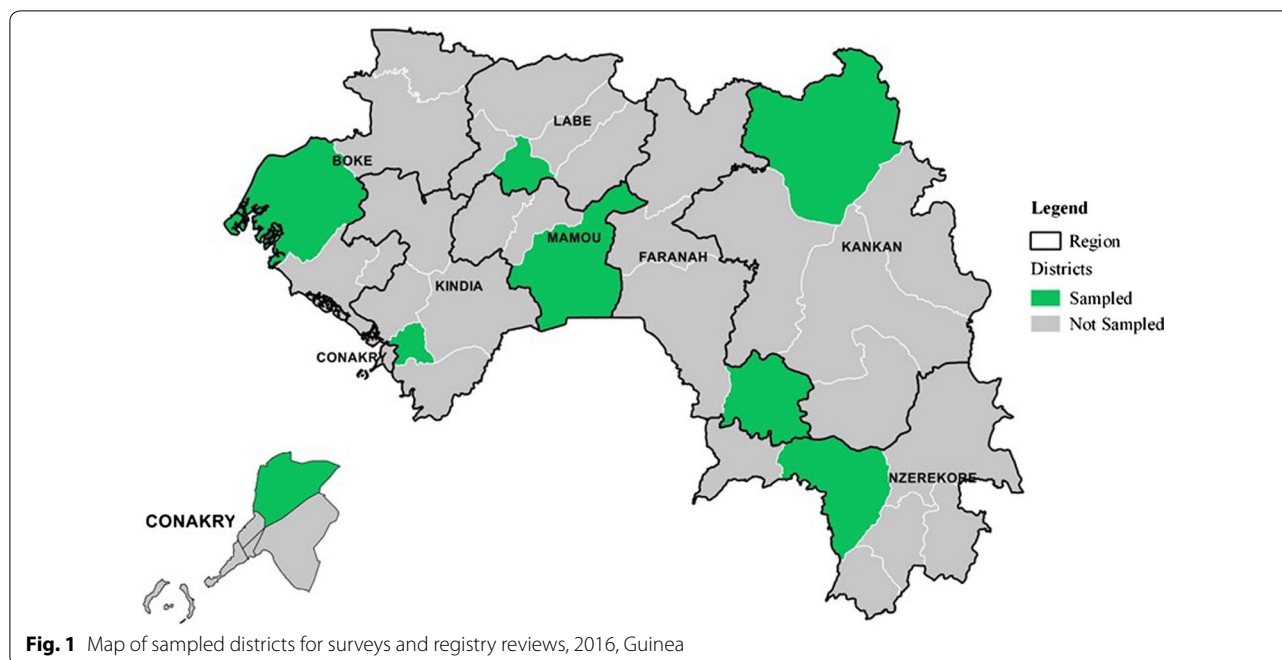 LABE
BOKE
MAMOU
KANKAN
FARANAH
KINDIA
CONAKRY
NZEREKORE
CONAKRY
Legend
Region
Districts
Sampled
Not Sampled
Fig. 1 Map of sampled districts for surveys and registry reviews, 2016, Guinea